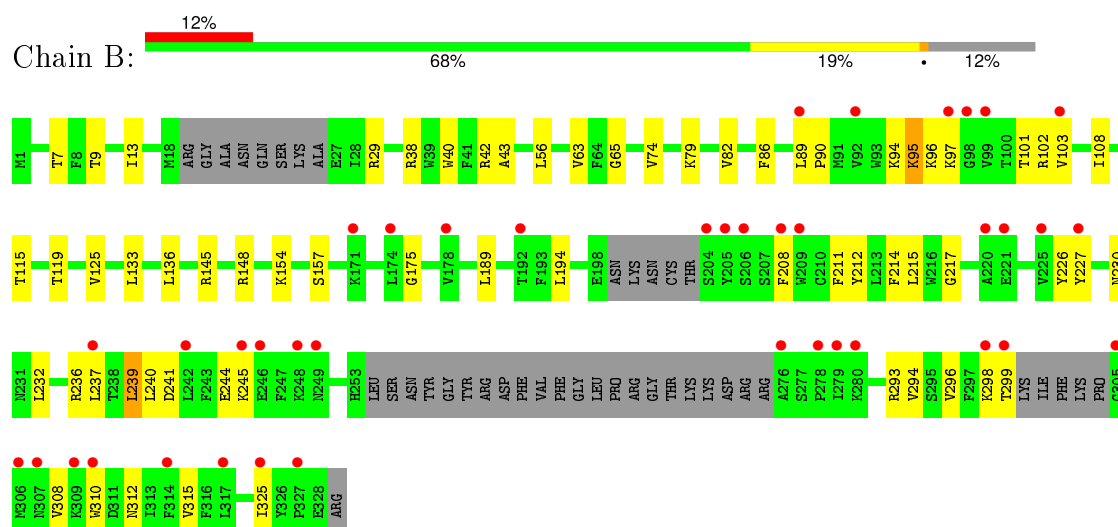 12%
Chain B:
68% 19% • 12%
M1 T7 F8 T9 I13 M18 ARG GLY ALA ASN GLN SER LYS ALA E27 I28 R29 R38 W39 W40 F41 R42 A43 L56 V63 F64 G65 V74 K79 V82 F86 L89 P90 M91 V92 W93 K94 K95 K96 K97 G98 V99 T100 T101 R102 V103 I108
T115 T119 V125 L133 L136 R145 R148 K154 S157 K171 L174 G175 V178 L189 T192 F193 L194 E198 ASN LYS ASN CYS THR S204 Y205 S206 S207 F208 W209 C210 F211 Y212 L213 F214 L215 W216 G217 A220 E221 V225 Y226 Y227 N230
N231 L232 R236 L237 T238 L239 L240 D241 L242 F243 E244 K245 E246 F247 K248 N249 H253 LEU SER ASN TYR GLY TYR ARG ASP PHE VAL PHE GLY LEU PRO ARG GLY THR LYS LYS ASP ARG ARG A276 S277 P278 I279 K280 R293 V294 S295 V296 F297 K298 T299 LYS ILE PHE LYS PRO
M306 N307 V308 K309 W310 D311 N312 I313 F314 V315 F316 L317 I325 Y326 P327 E328 ARG